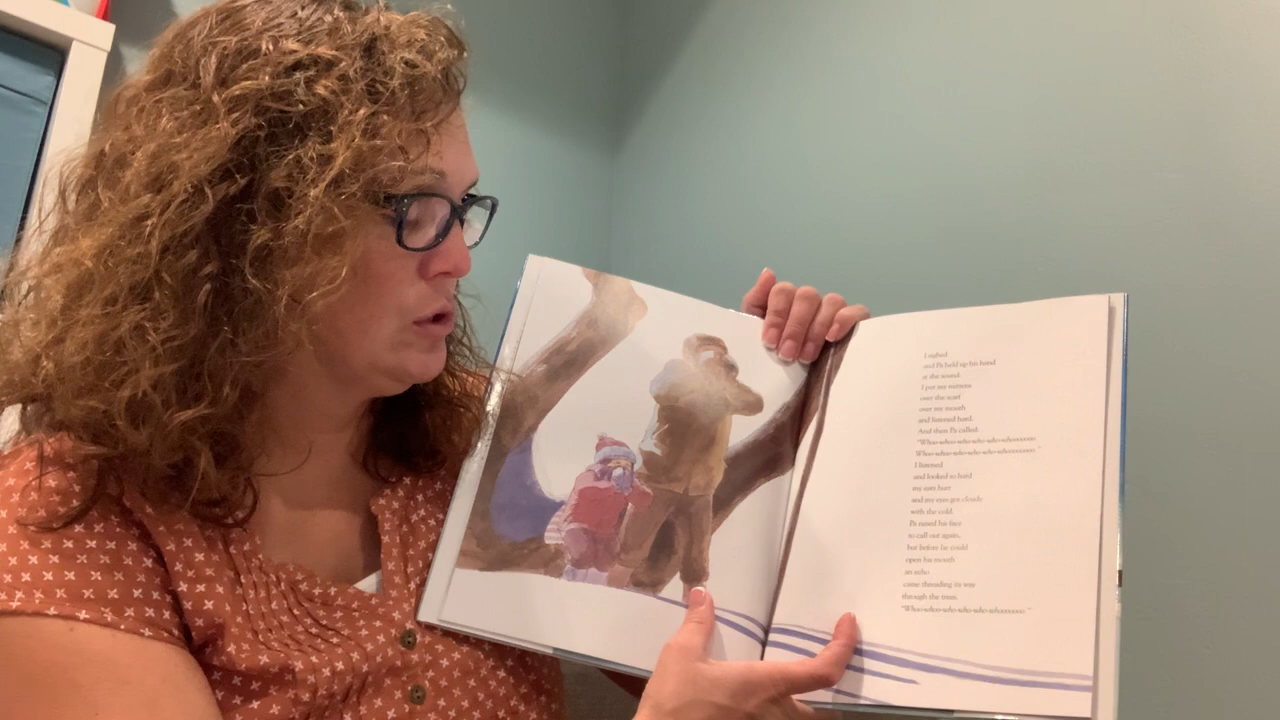 I sighed
and Pa held up his hand
at the sound.
I put my mittens
over the scarf
over my mouth
and listened hard.
And then Pa called:
"Whoo-whoo-who-who-who-whooooooo.
Whoo-whoo-who-who-who-whoooooooo."
I listened
and looked so hard
my ears hurt
and my eyes got cloudy
with the cold.
Pa raised his face
to call out again,
but before he could
open his mouth
an echo
came threading its way
through the trees.
"Whoo-whoo-who-who-who-whooooooo."